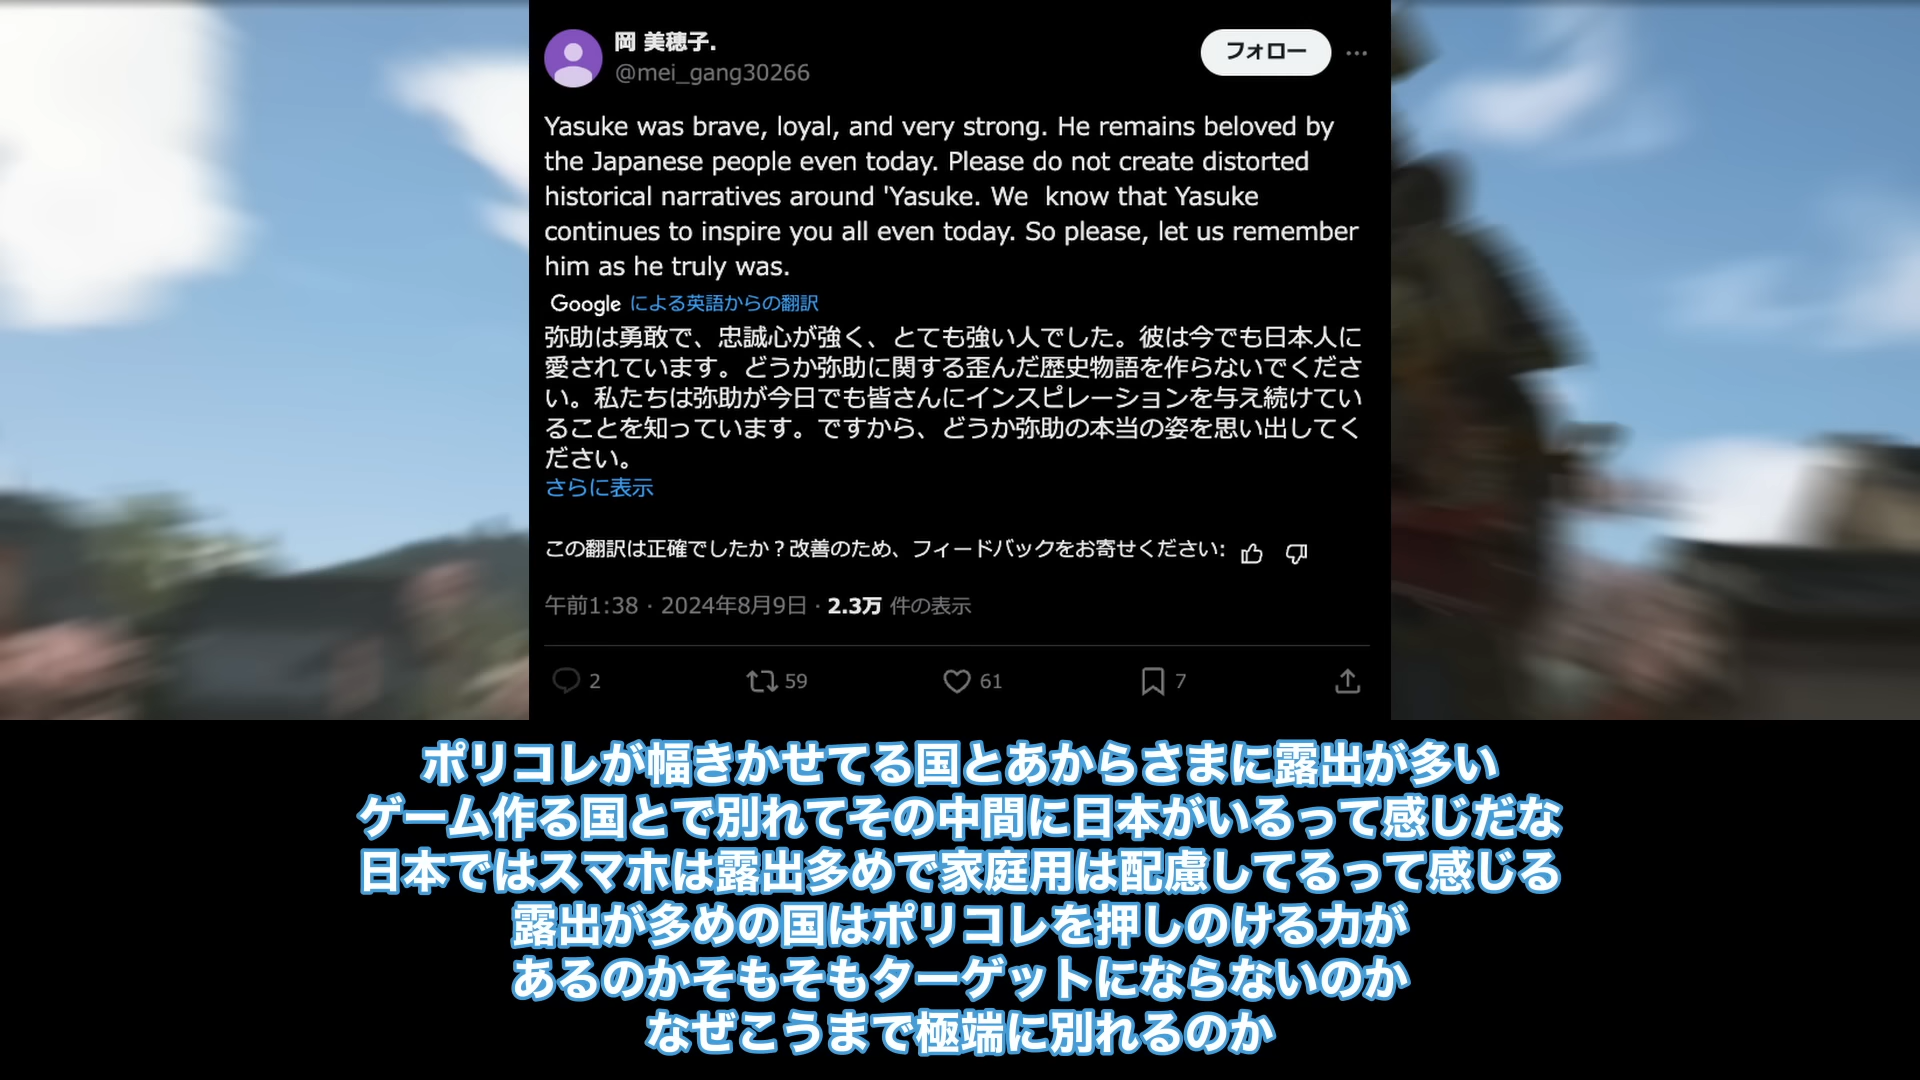 岡 美穂子.
@mei_gang30266
フォロー
Yasuke was brave, loyal, and very strong. He remains beloved by
the Japanese people even today. Please do not create distorted
historical narratives around 'Yasuke. We  know that Yasuke
continues to inspire you all even today. So please, let us remember
him as he truly was.
Google による英語からの翻訳
弥助は勇敢で、忠誠心が強く、とても強い人でした。彼は今でも日本人に
愛されています。どうか弥助に関する歪んだ歴史物語を作らないでくださ
い。私たちは弥助が今日でも皆さんにインスピレーションを与え続けてい
ることを知っています。ですから、どうか弥助の本当の姿を思い出してく
ださい。
さらに表示
この翻訳は正確でしたか？改善のため、フィードバックをお寄せください:
午前1:38 · 2024年8月9日 · 2.3万 件の表示
2 59 61 7
ポリコレが幅きかせてる国とあからさまに露出が多い
ゲーム作る国とで別れてその中間に日本がいるって感じだな
日本ではスマホは露出多めで家庭用は配慮してるって感じる
露出が多めの国はポリコレを押しのける力が
あるのかそもそもターゲットにならないのか
なぜこうまで極端に別れるのか